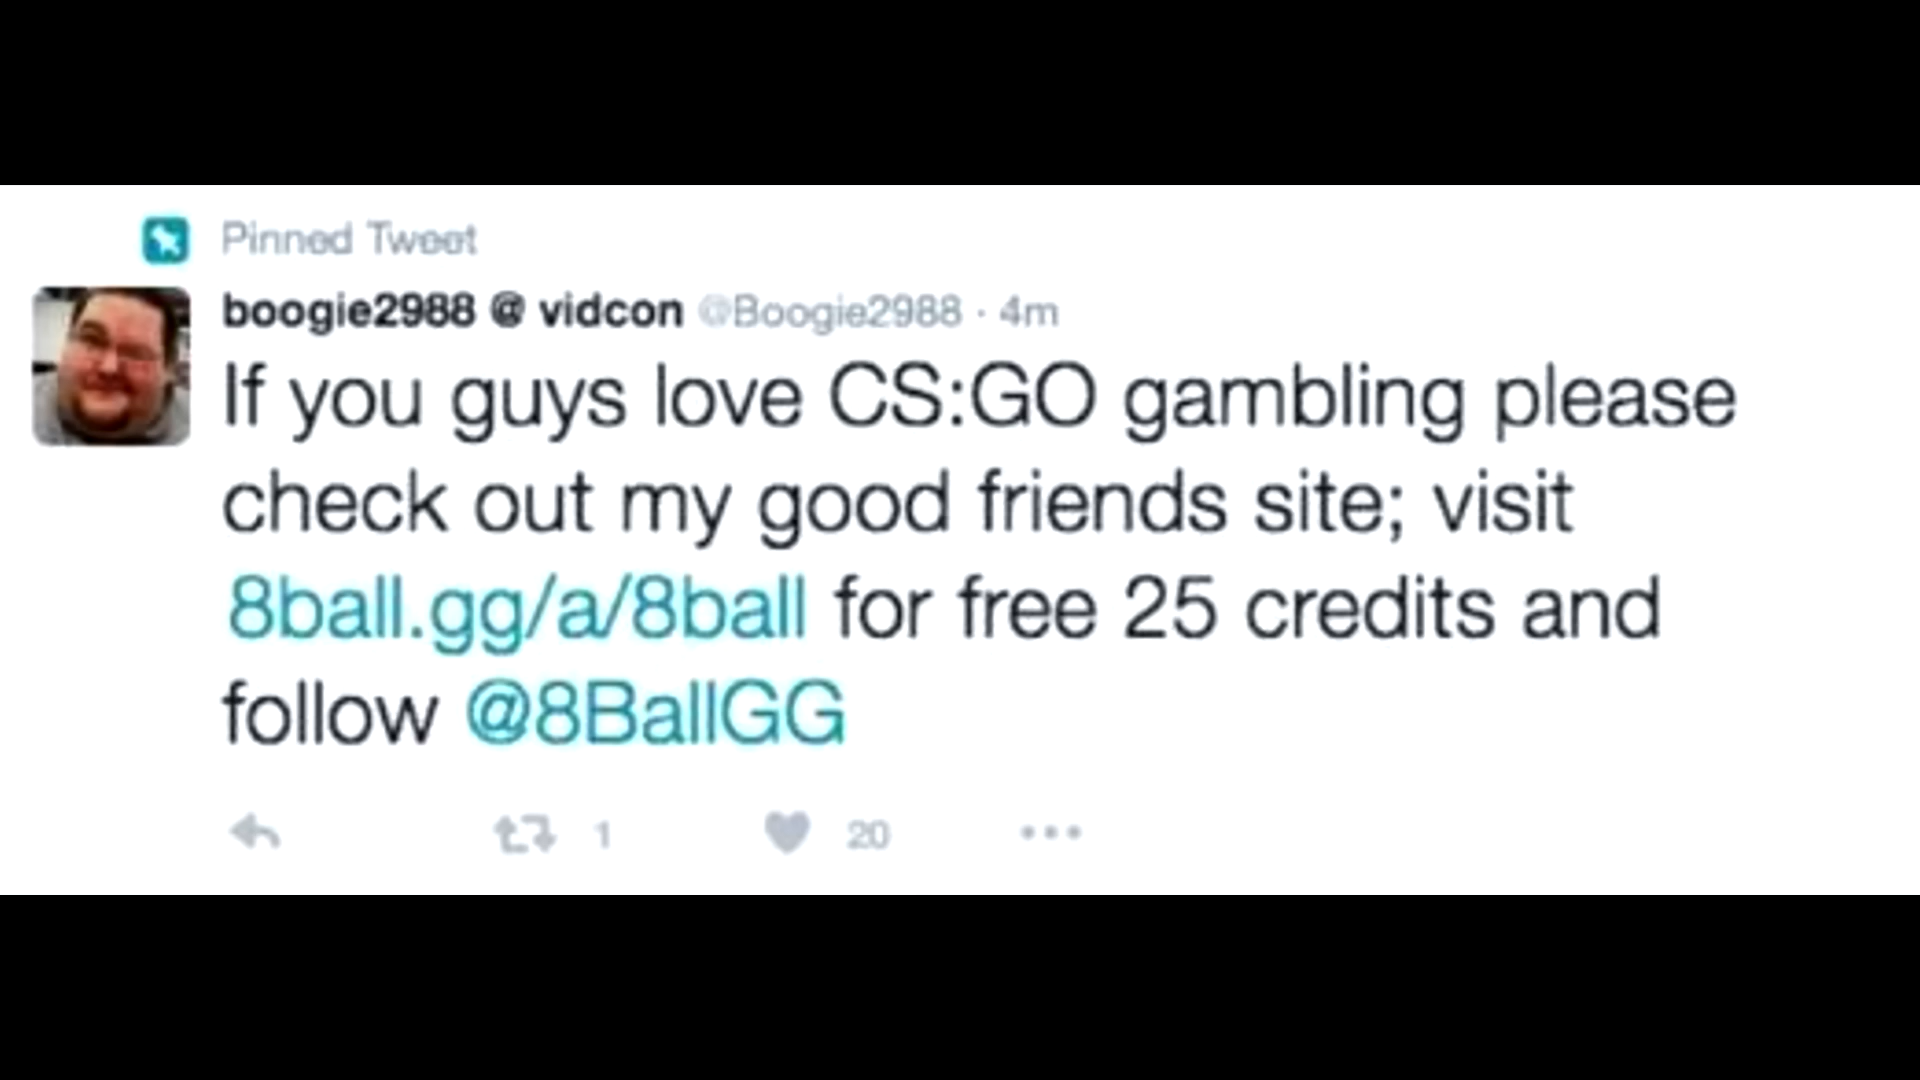 Pinned Tweet
boogie2988 @ vidcon @Boogie2988 · 4m
If you guys love CS:GO gambling please
check out my good friends site; visit
8ball.gg/a/8ball for free 25 credits and
follow @8BallGG
1 20